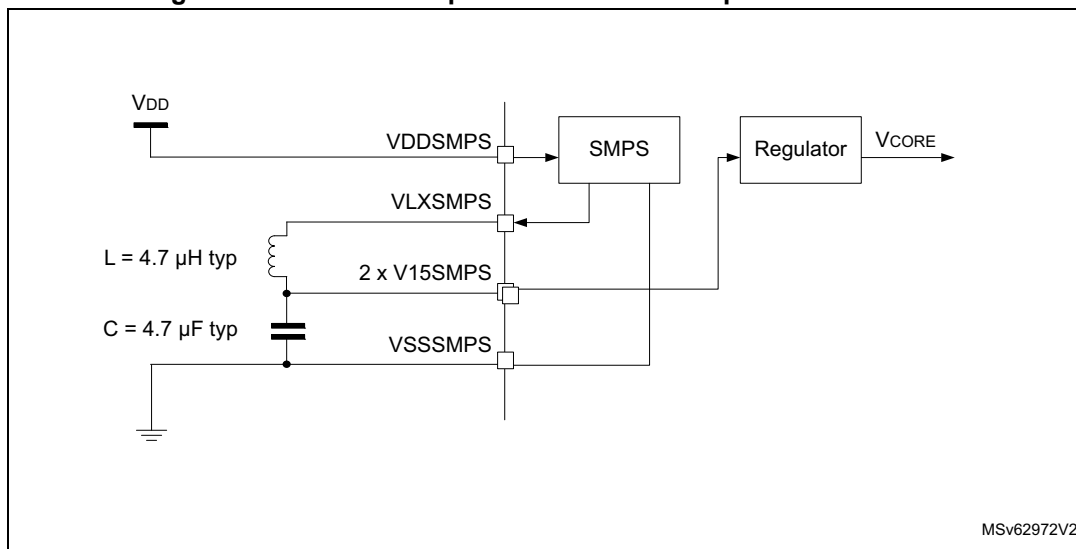 VDD
VDDSMPS
SMPS
Regulator
VCORE
VLXSMPS
L = 4.7 µH typ
2 x V15SMPS
C = 4.7 µF typ
VSSSMPS
MSv62972V2